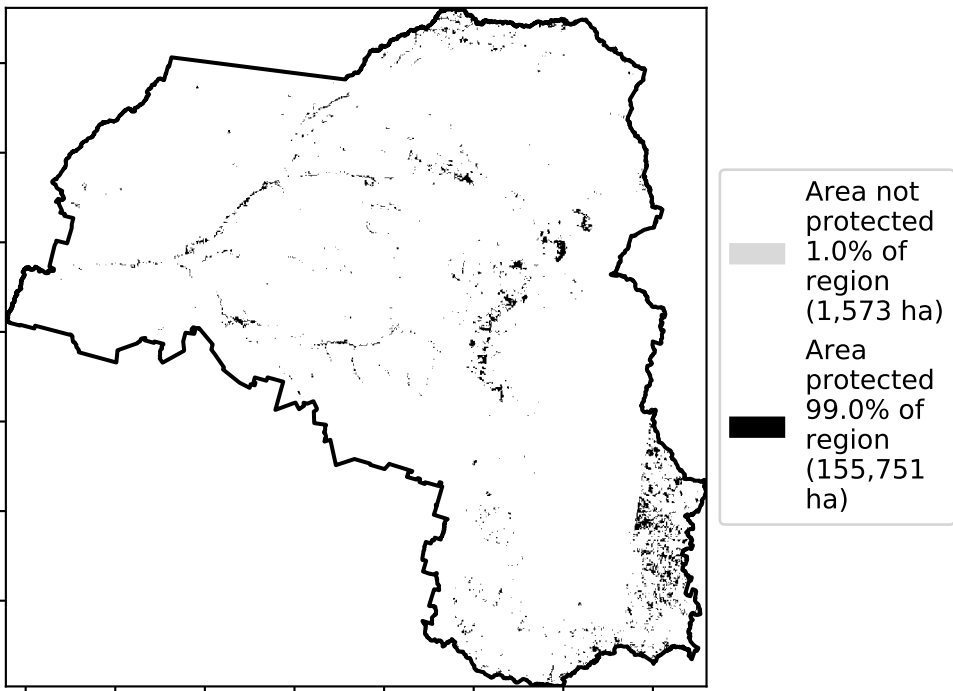 Area not
protected
1.0% of
region
(1,573 ha)
Area
protected
99.0% of
region
(155,751
ha)